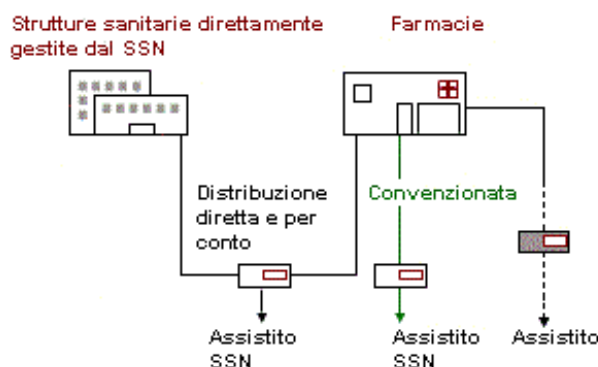 Strutture sanitarie direttamente
gestite dal SSN
Farmacie
Distribuzione
diretta e per
conto
Convenzionata
Assistito
SSN
Assistito
SSN
Assistito